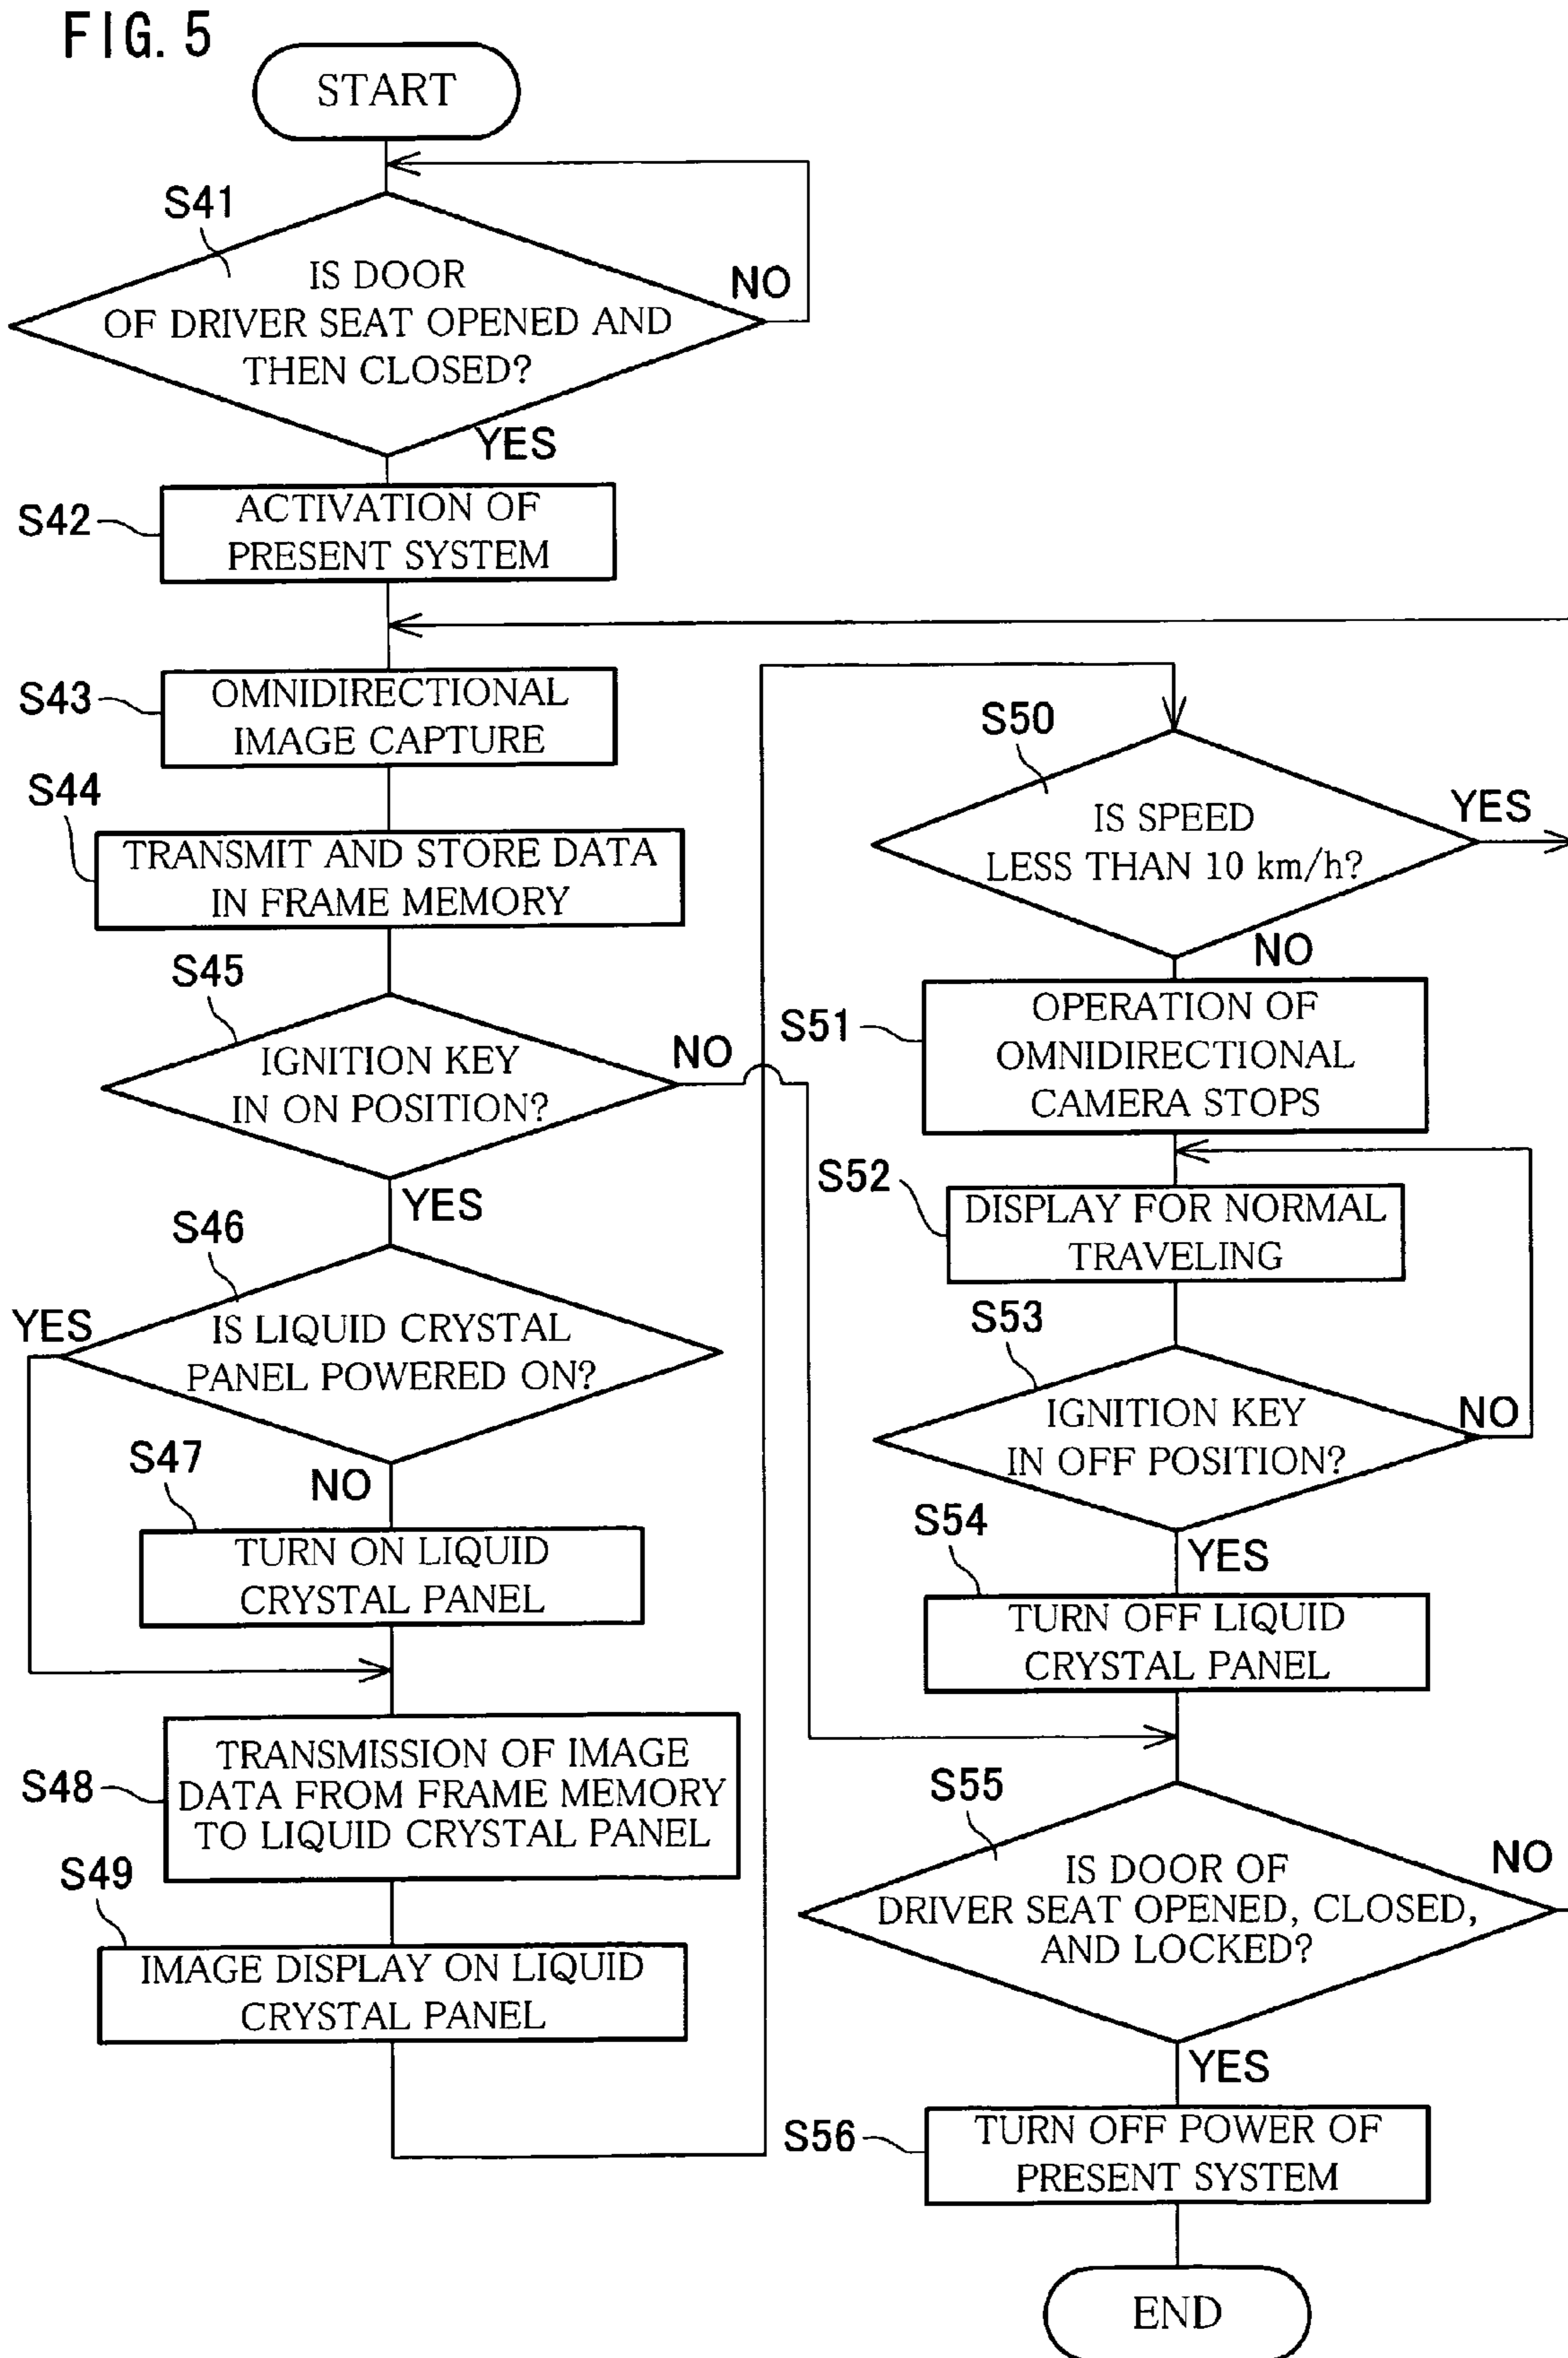 FIG. 5
START
S41
IS DOOR
OF DRIVER SEAT OPENED AND
THEN CLOSED?
NO
YES
S42
ACTIVATION OF
PRESENT SYSTEM
S43
OMNIDIRECTIONAL
IMAGE CAPTURE
S44
TRANSMIT AND STORE DATA
IN FRAME MEMORY
S45
IGNITION KEY
IN ON POSITION?
NO
YES
S46
IS LIQUID CRYSTAL
PANEL POWERED ON?
YES
NO
S47
TURN ON LIQUID
CRYSTAL PANEL
S48
TRANSMISSION OF IMAGE
DATA FROM FRAME MEMORY
TO LIQUID CRYSTAL PANEL
S49
IMAGE DISPLAY ON LIQUID
CRYSTAL PANEL
S50
IS SPEED
LESS THAN 10 km/h?
YES
NO
S51
OPERATION OF
OMNIDIRECTIONAL
CAMERA STOPS
S52
DISPLAY FOR NORMAL
TRAVELING
S53
IGNITION KEY
IN OFF POSITION?
NO
YES
S54
TURN OFF LIQUID
CRYSTAL PANEL
S55
IS DOOR OF
DRIVER SEAT OPENED, CLOSED,
AND LOCKED?
NO
YES
S56
TURN OFF POWER OF
PRESENT SYSTEM
END